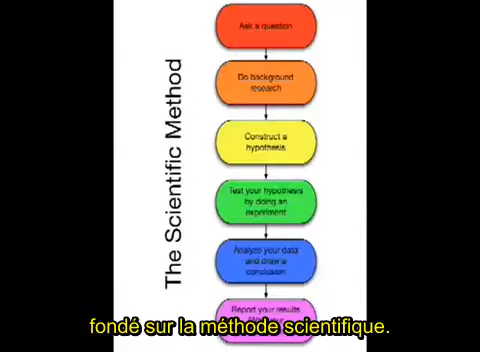 The Scientific Method
Ask a question
Do background
research
Construct a
hypothesis
Test your hypothesis
by doing an
experiment
Analyze your data
and draw a
conclusion
Report your results
fondé sur la méthode scientifique.